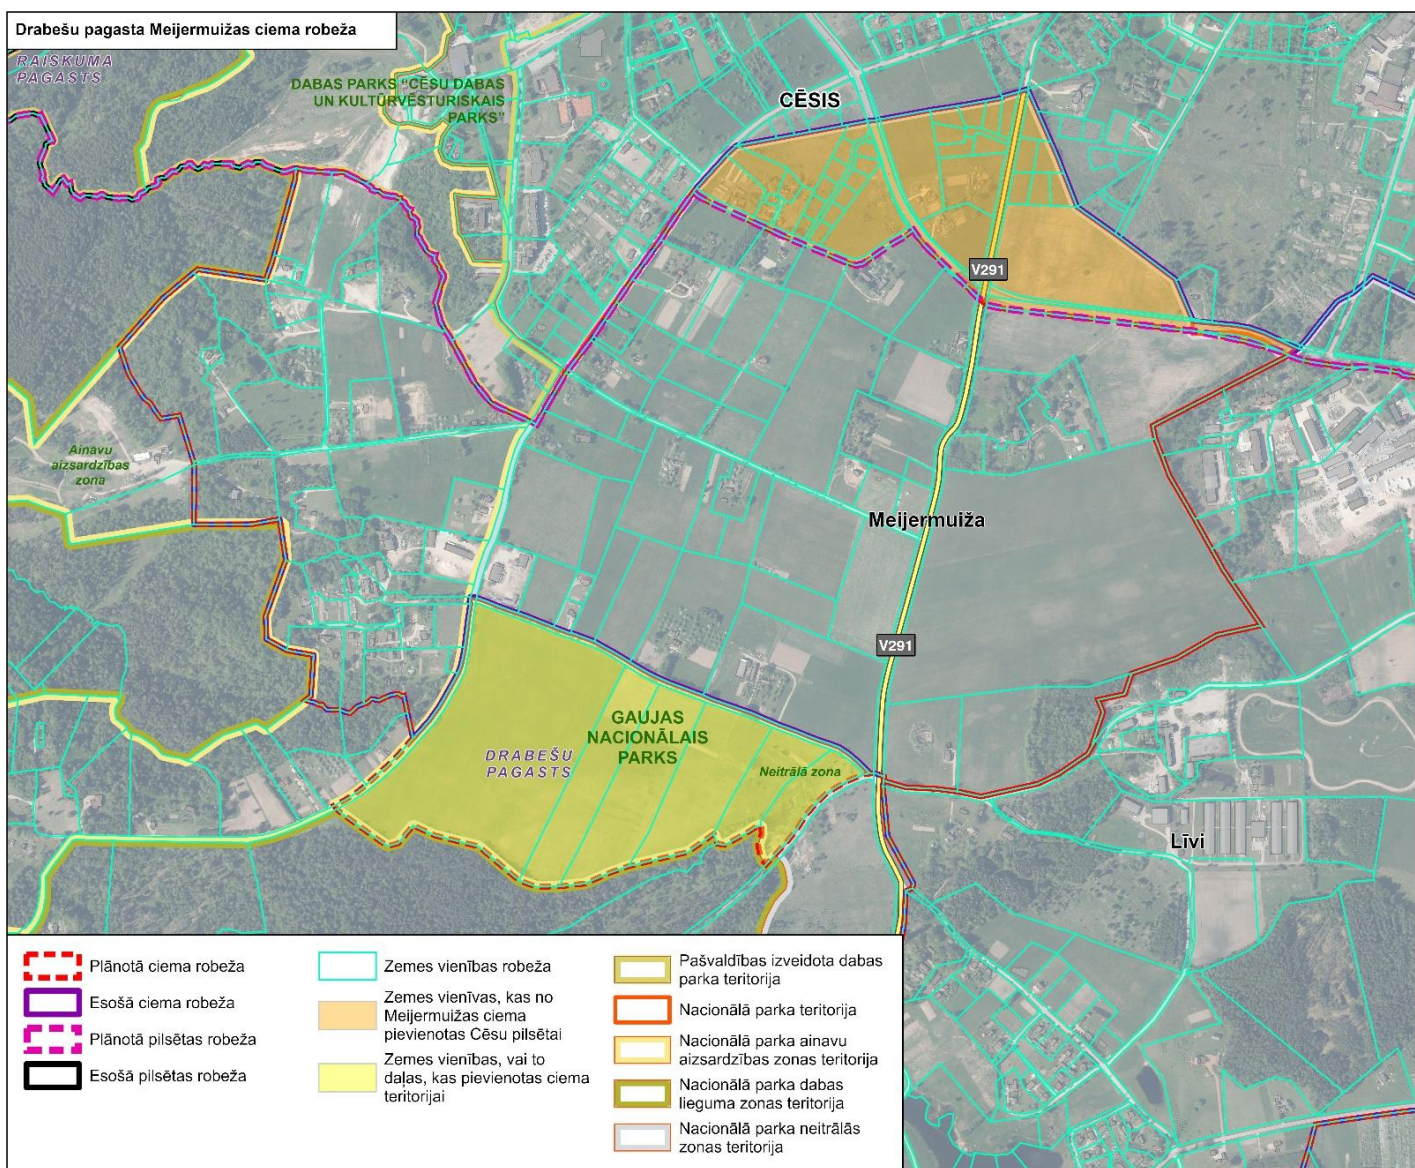 Drabešu pagasta Meijermuižas ciema robeža
RAISKUMA
PAGASTS
DABAS PARKS "CĒSU DABAS
UN KULTŪRVĒSTURISKAIS
PARKS"
CĒSIS
V291
Ainavu
aizsardzības
zona
Meijermuiža
V291
GAUJAS
NACIONĀLAIS
PARKS
DRABEŠU
PAGASTS
Neitrālā zona
Līvi
Plānotā ciema robeža
Esošā ciema robeža
Plānotā pilsētas robeža
Esošā pilsētas robeža
Zemes vienības robeža
Zemes vienīvas, kas no
Meijermuižas ciema
pievienotas Cēsu pilsētai
Zemes vienības, vai to
daļas, kas pievienotas ciema
teritorijai
Pašvaldības izveidota dabas
parka teritorija
Nacionālā parka teritorija
Nacionālā parka ainavu
aizsardzības zonas teritorija
Nacionālā parka dabas
lieguma zonas teritorija
Nacionālā parka neitrālās
zonas teritorija